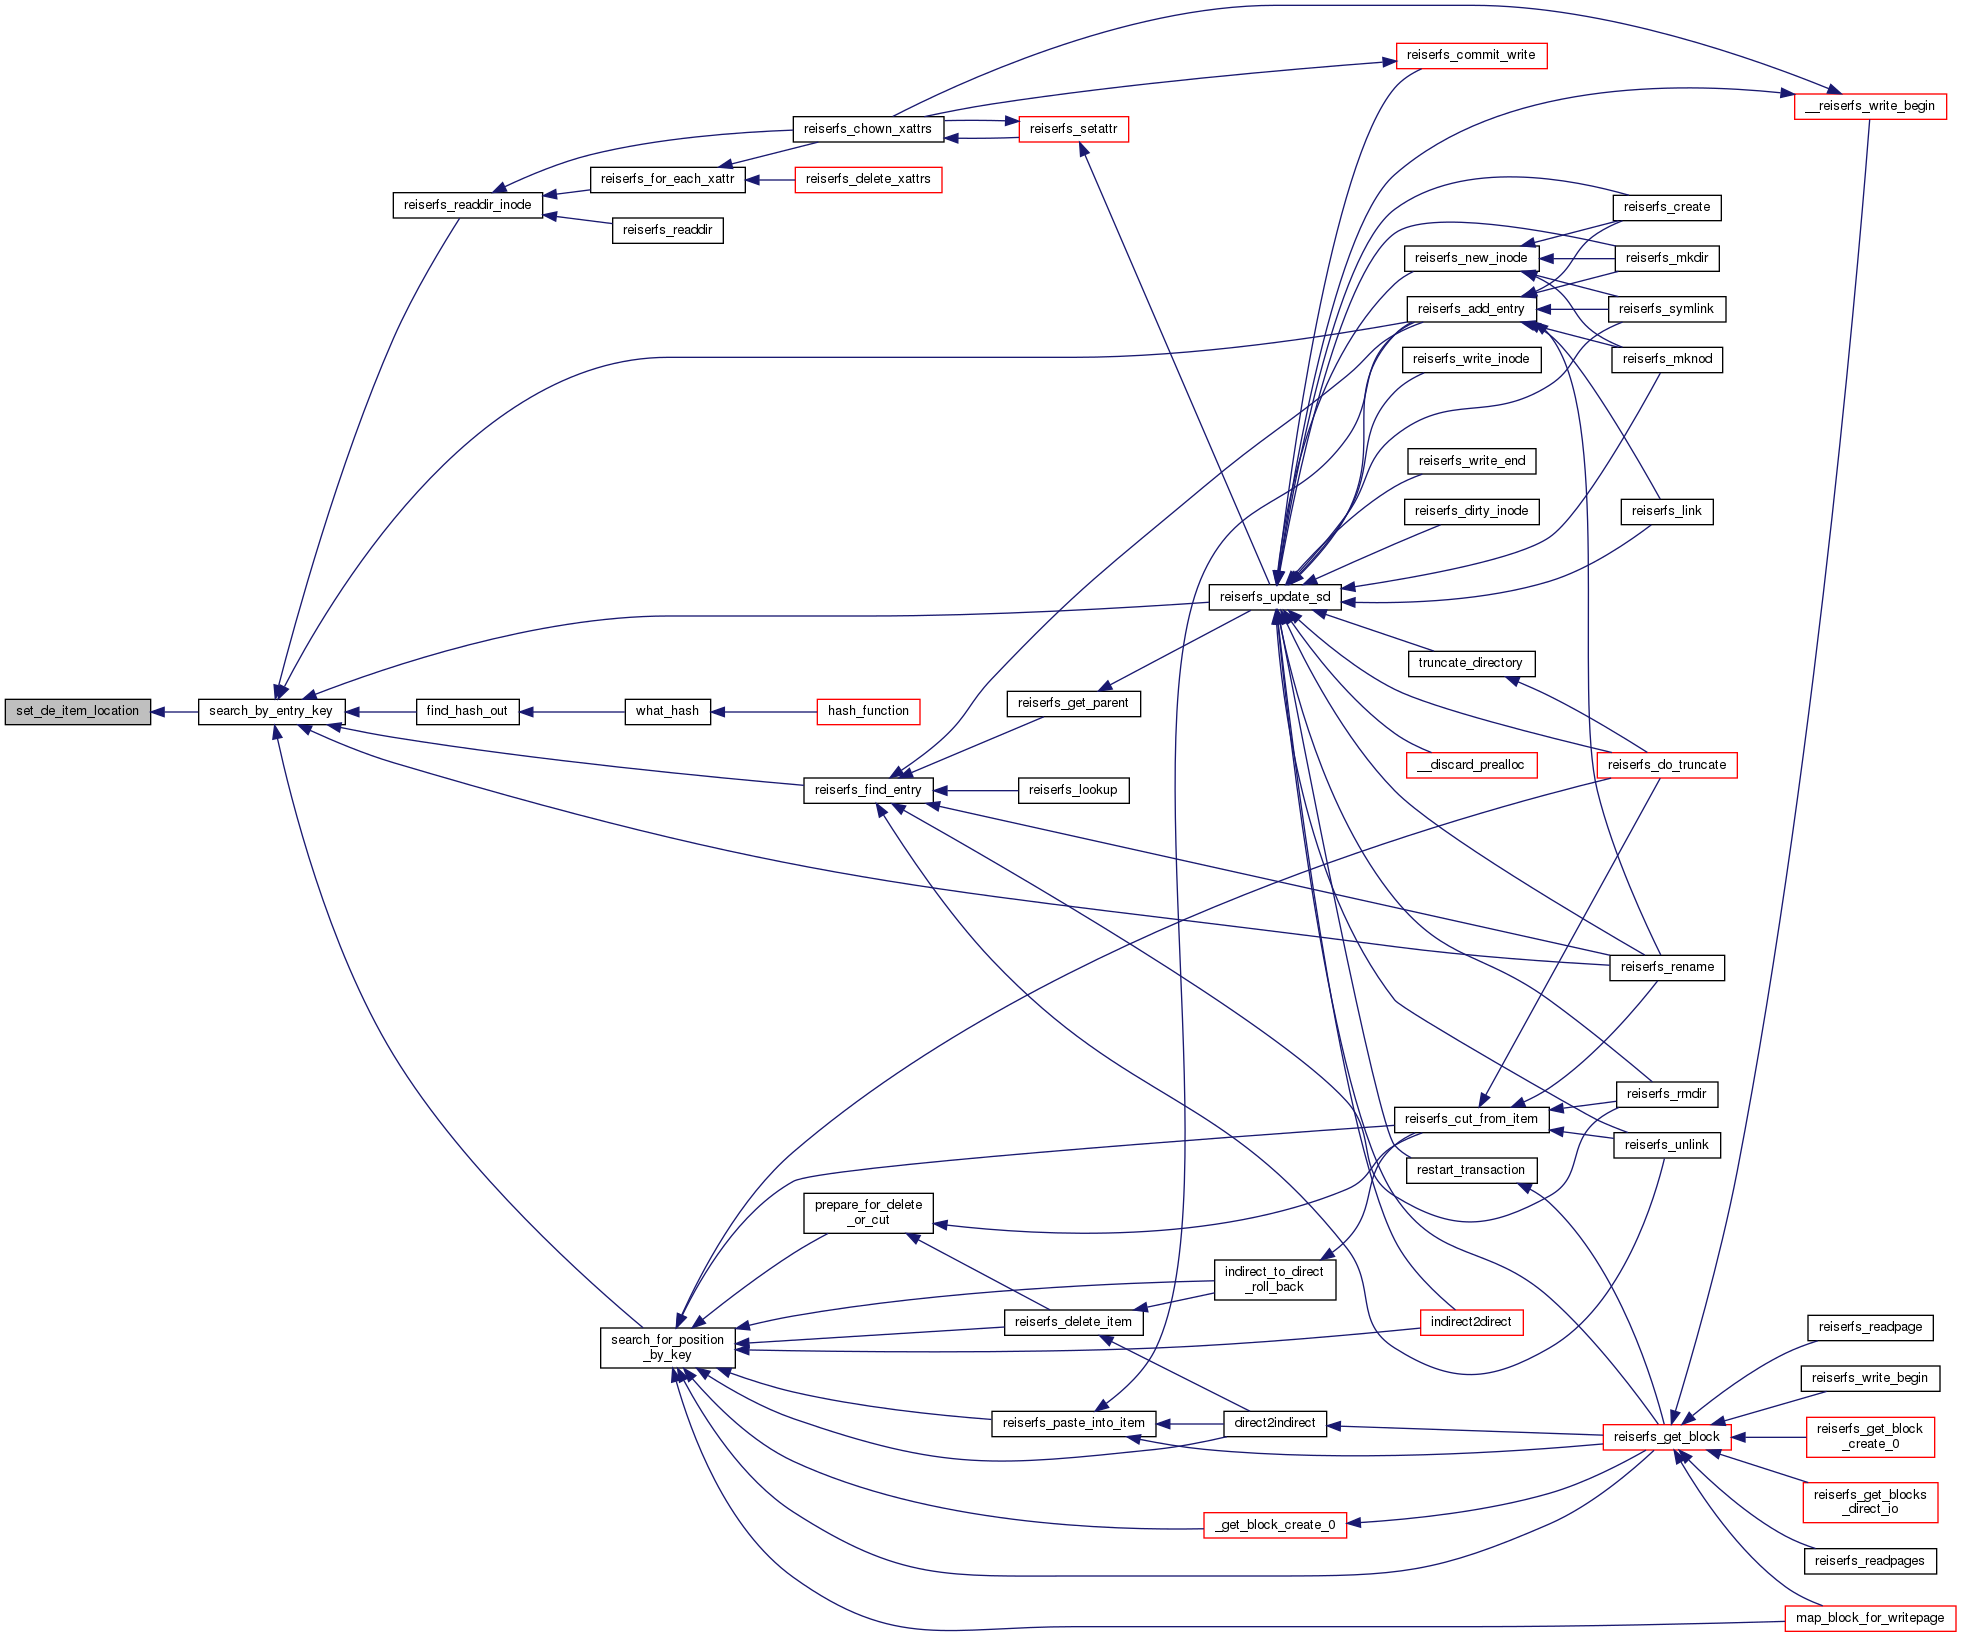 reiserfs_commit_write
__reiserfs_write_begin
reiserfs_chown_xattrs
reiserfs_setattr
reiserfs_for_each_xattr
reiserfs_delete_xattrs
reiserfs_readdir_inode
reiserfs_readdir
reiserfs_create
reiserfs_new_inode
reiserfs_mkdir
reiserfs_add_entry
reiserfs_symlink
reiserfs_write_inode
reiserfs_mknod
reiserfs_write_end
reiserfs_dirty_inode
reiserfs_link
reiserfs_update_sd
truncate_directory
set_de_item_location
search_by_entry_key
find_hash_out
what_hash
hash_function
reiserfs_get_parent
__discard_prealloc
reiserfs_do_truncate
reiserfs_find_entry
reiserfs_lookup
reiserfs_rename
reiserfs_rmdir
reiserfs_cut_from_item
reiserfs_unlink
restart_transaction
prepare_for_delete
_or_cut
indirect_to_direct
_roll_back
reiserfs_delete_item
indirect2direct
search_for_position
_by_key
reiserfs_readpage
reiserfs_write_begin
reiserfs_paste_into_item
direct2indirect
reiserfs_get_block
reiserfs_get_block
_create_0
reiserfs_get_blocks
_direct_io
_get_block_create_0
reiserfs_readpages
map_block_for_writepage